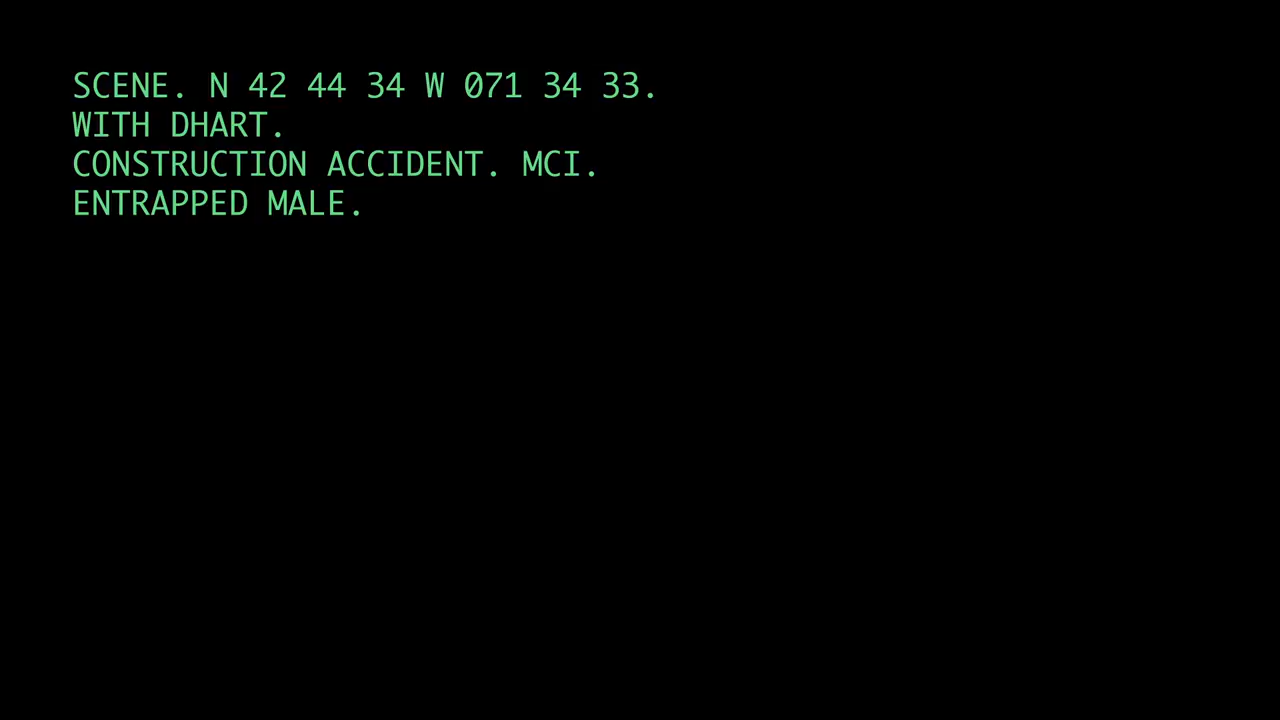 SCENE. N 42 44 34 W 071 34 33.
WITH DHART.
CONSTRUCTION ACCIDENT. MCI.
ENTRAPPED MALE.